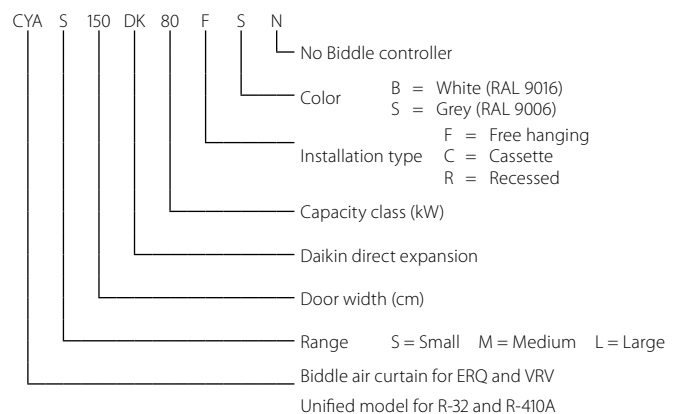 CYA S 150 DK 80 F S N
No Biddle controller
Color B = White (RAL 9016)
S = Grey (RAL 9006)
Installation type F = Free hanging
C = Cassette
R = Recessed
Capacity class (kW)
Daikin direct expansion
Door width (cm)
Range S = Small M = Medium L = Large
Biddle air curtain for ERQ and VRV
Unified model for R-32 and R-410A